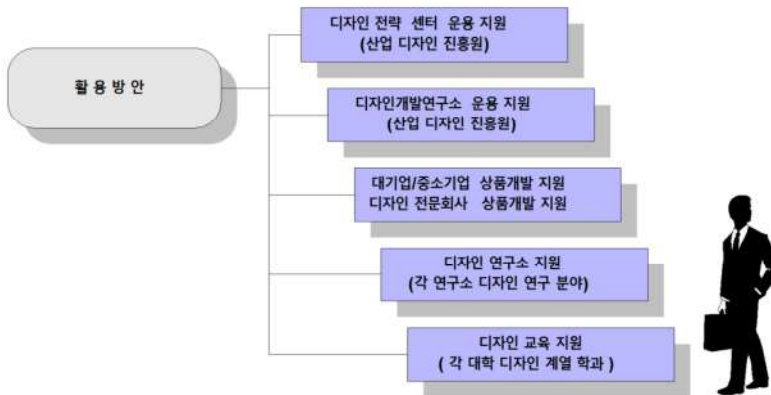 디자인 전략 센터 운용 지원
(산업 디자인 진흥원)
활 용 방 안
디자인개발연구소 운용 지원
(산업 디자인 진흥원)
대기업/중소기업 상품개발 지원
디자인 전문회사 상품개발 지원
디자인 연구소 지원
(각 연구소 디자인 연구 분야)
디자인 교육 지원
( 각 대학 디자인 계열 학과 )